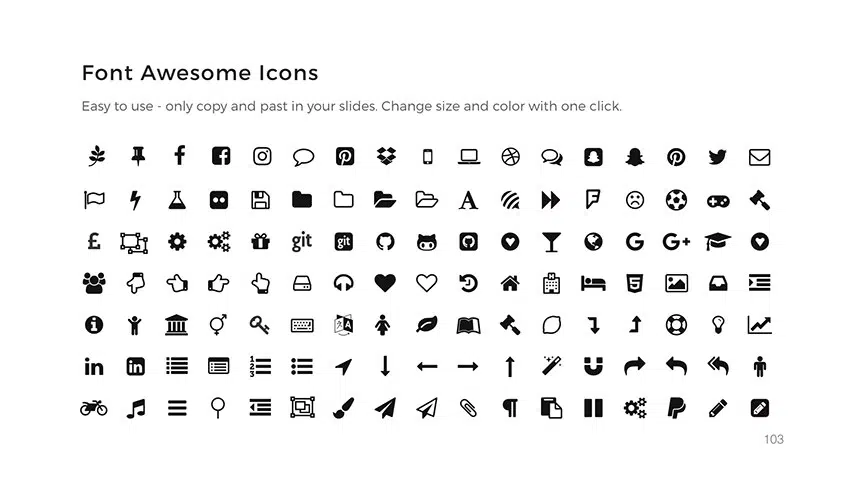 Font Awesome Icons
Easy to use - only copy and past in your slides. Change size and color with one click.
git
git
103